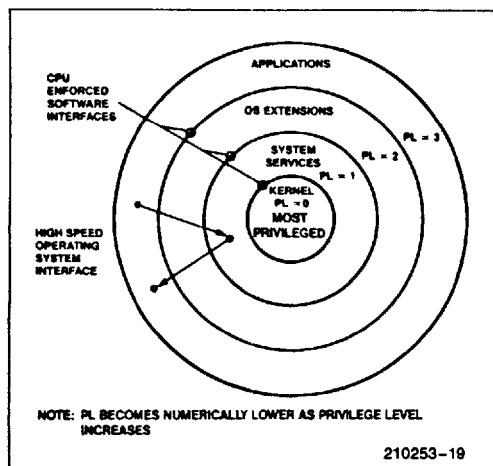 APPLICATIONS
CPU
ENFORCED
SOFTWARE
INTERFACES
OS EXTENSIONS
PL = 3
PL = 2
SYSTEM
SERVICES
PL = 1
KERNEL
PL = 0
MOST
PRIVILEGED
HIGH SPEED
OPERATING
SYSTEM
INTERFACE
NOTE: PL BECOMES NUMERICALLY LOWER AS PRIVILEGE LEVEL
INCREASES
210253–19